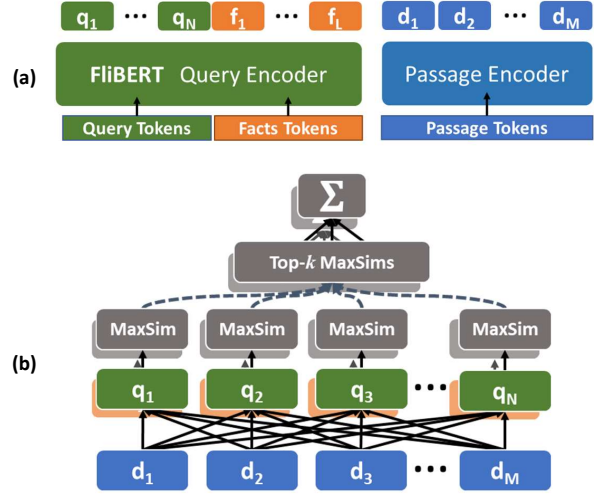 q1 ... qN f1 ... fL d1 d2 ... dM
(a) FliBERT Query Encoder Passage Encoder
Query Tokens Facts Tokens Passage Tokens
Σ
Top-k MaxSims
MaxSim MaxSim MaxSim MaxSim
(b)
q1 q2 q3 ... qN
d1 d2 d3 ... dM